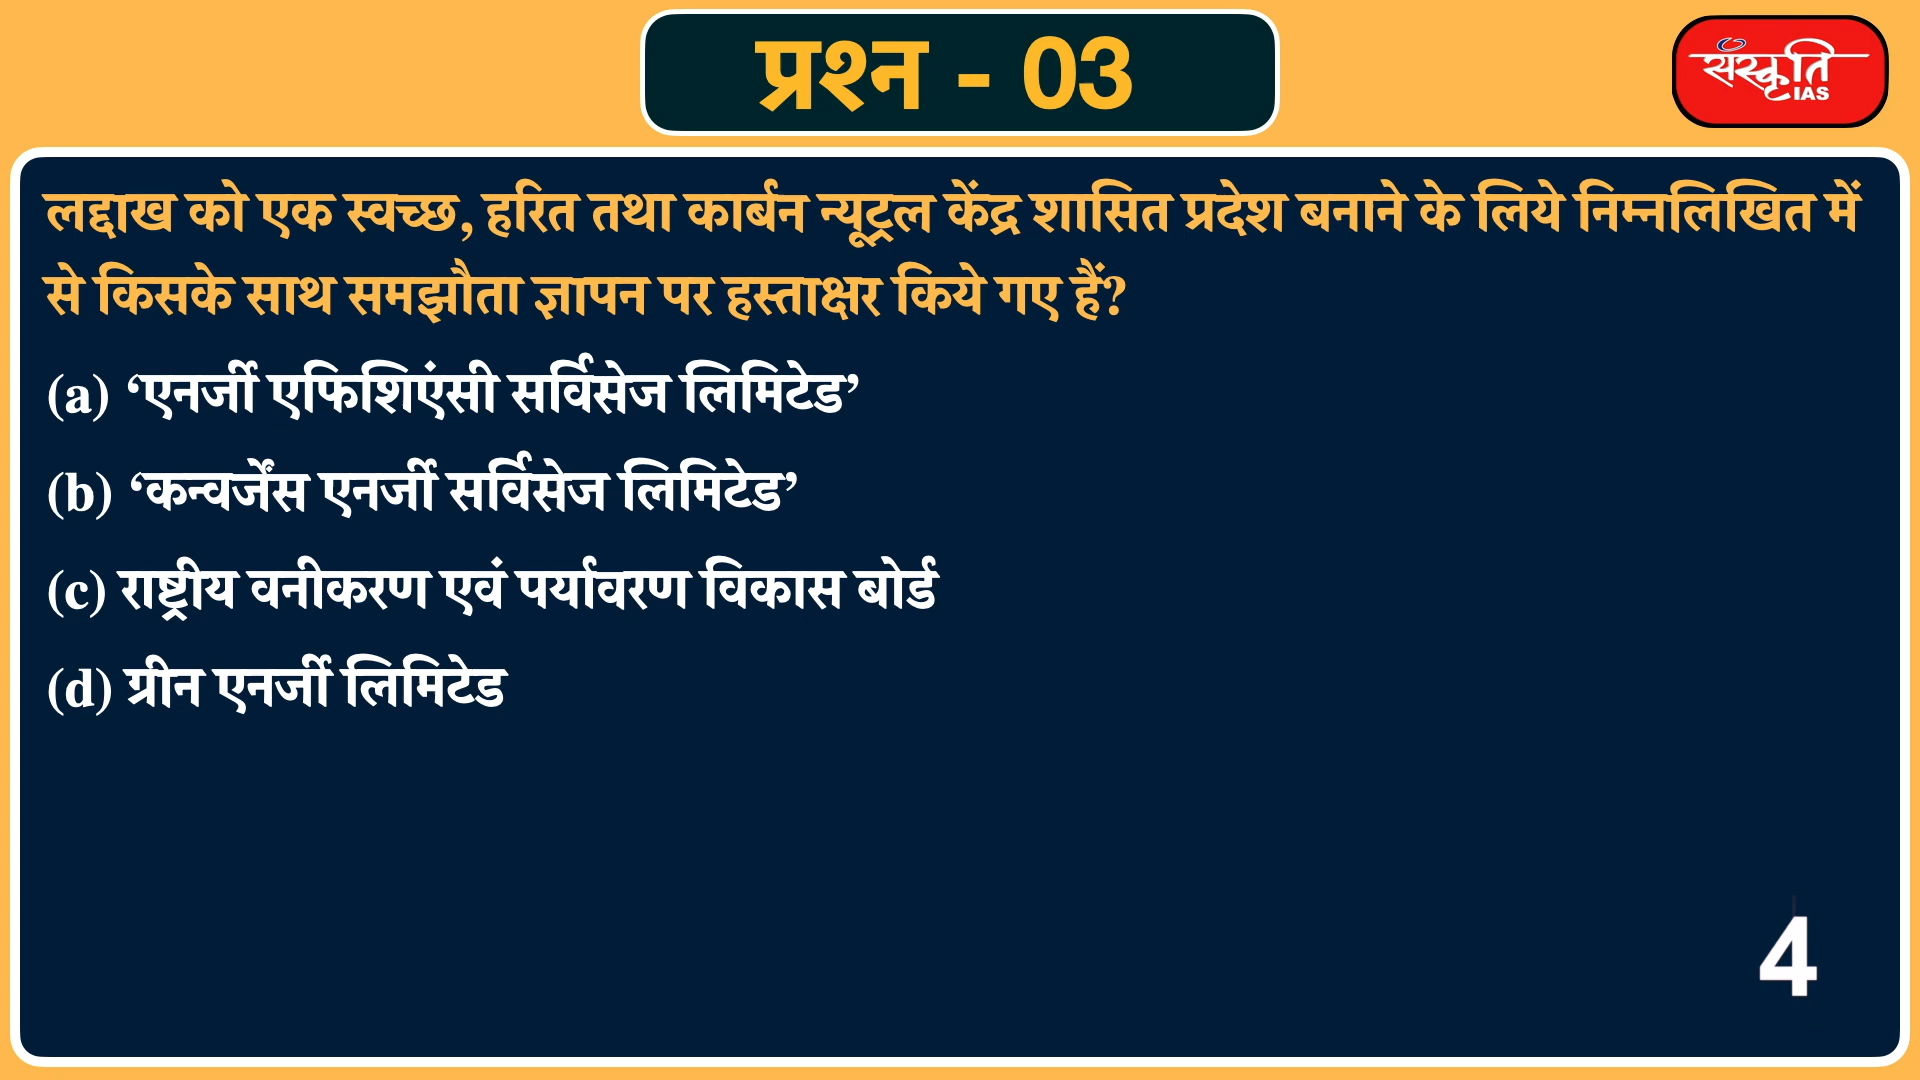 प्रश्न - 03
संस्कृति
IAS
लद्दाख को एक स्वच्छ, हरित तथा कार्बन न्यूट्रल केंद्र शासित प्रदेश बनाने के लिये निम्नलिखित में
से किसके साथ समझौता ज्ञापन पर हस्ताक्षर किये गए हैं?
(a) ‘एनर्जी एफिशिएंसी सर्विसेज लिमिटेड’
(b) ‘कन्वर्जेंस एनर्जी सर्विसेज लिमिटेड’
(c) राष्ट्रीय वनीकरण एवं पर्यावरण विकास बोर्ड
(d) ग्रीन एनर्जी लिमिटेड
4